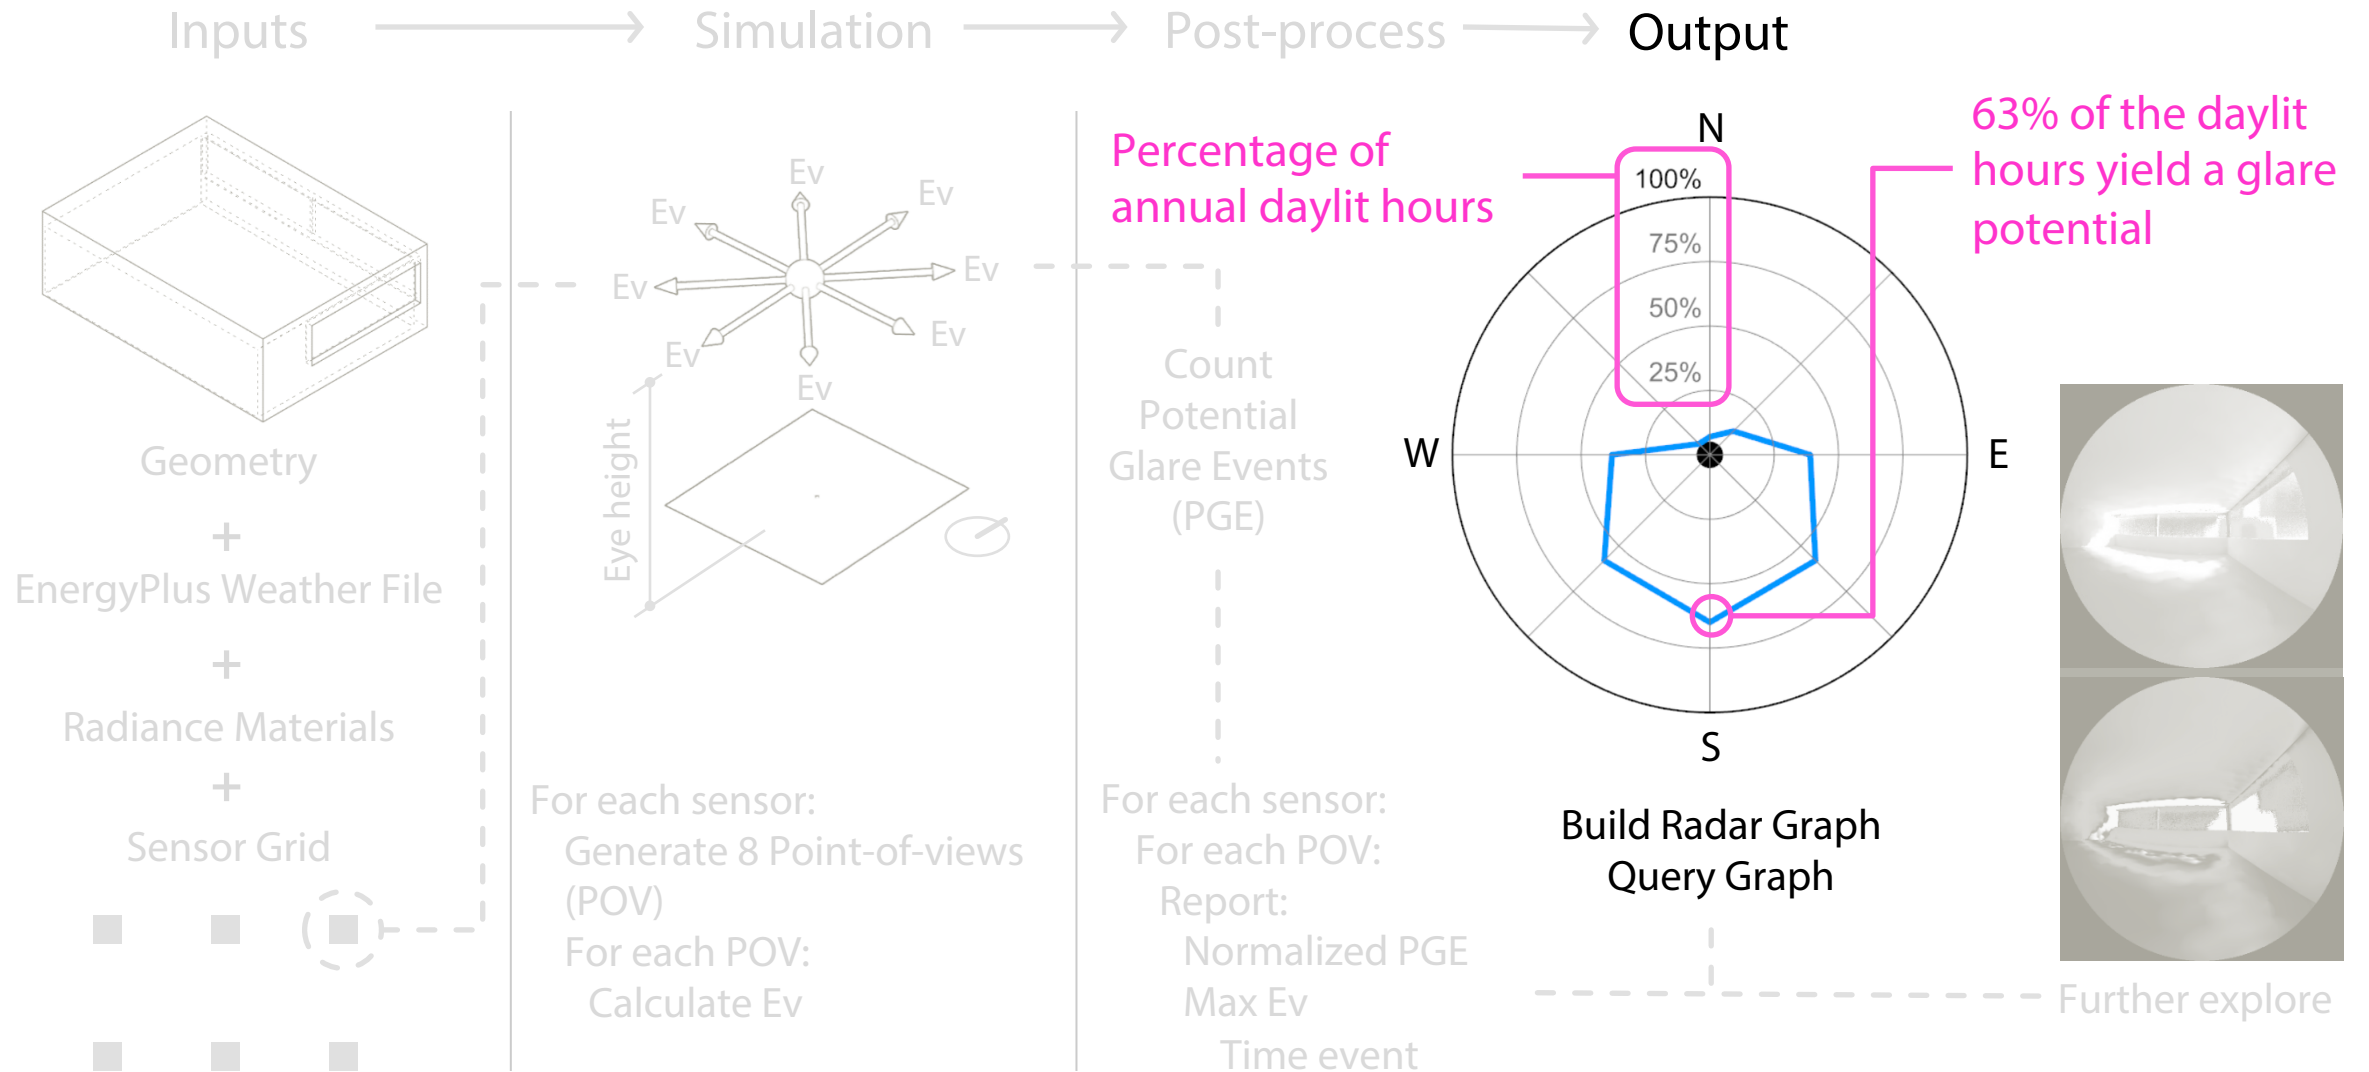 Inputs
Simulation
Post-process
Output
Geometry
+
EnergyPlus Weather File
+
Radiance Materials
+
Sensor Grid
Ev
Ev
Ev
Ev
Ev
Ev
Ev
Ev
Eye height
For each sensor:
Generate 8 Point-of-views
(POV)
For each POV:
Calculate Ev
Count
Potential
Glare Events
(PGE)
For each sensor:
For each POV:
Report:
Normalized PGE
Max Ev
Time event
Percentage of
annual daylit hours
N
100%
75%
50%
25%
W
E
S
63% of the daylit
hours yield a glare
potential
Build Radar Graph
Query Graph
Further explore